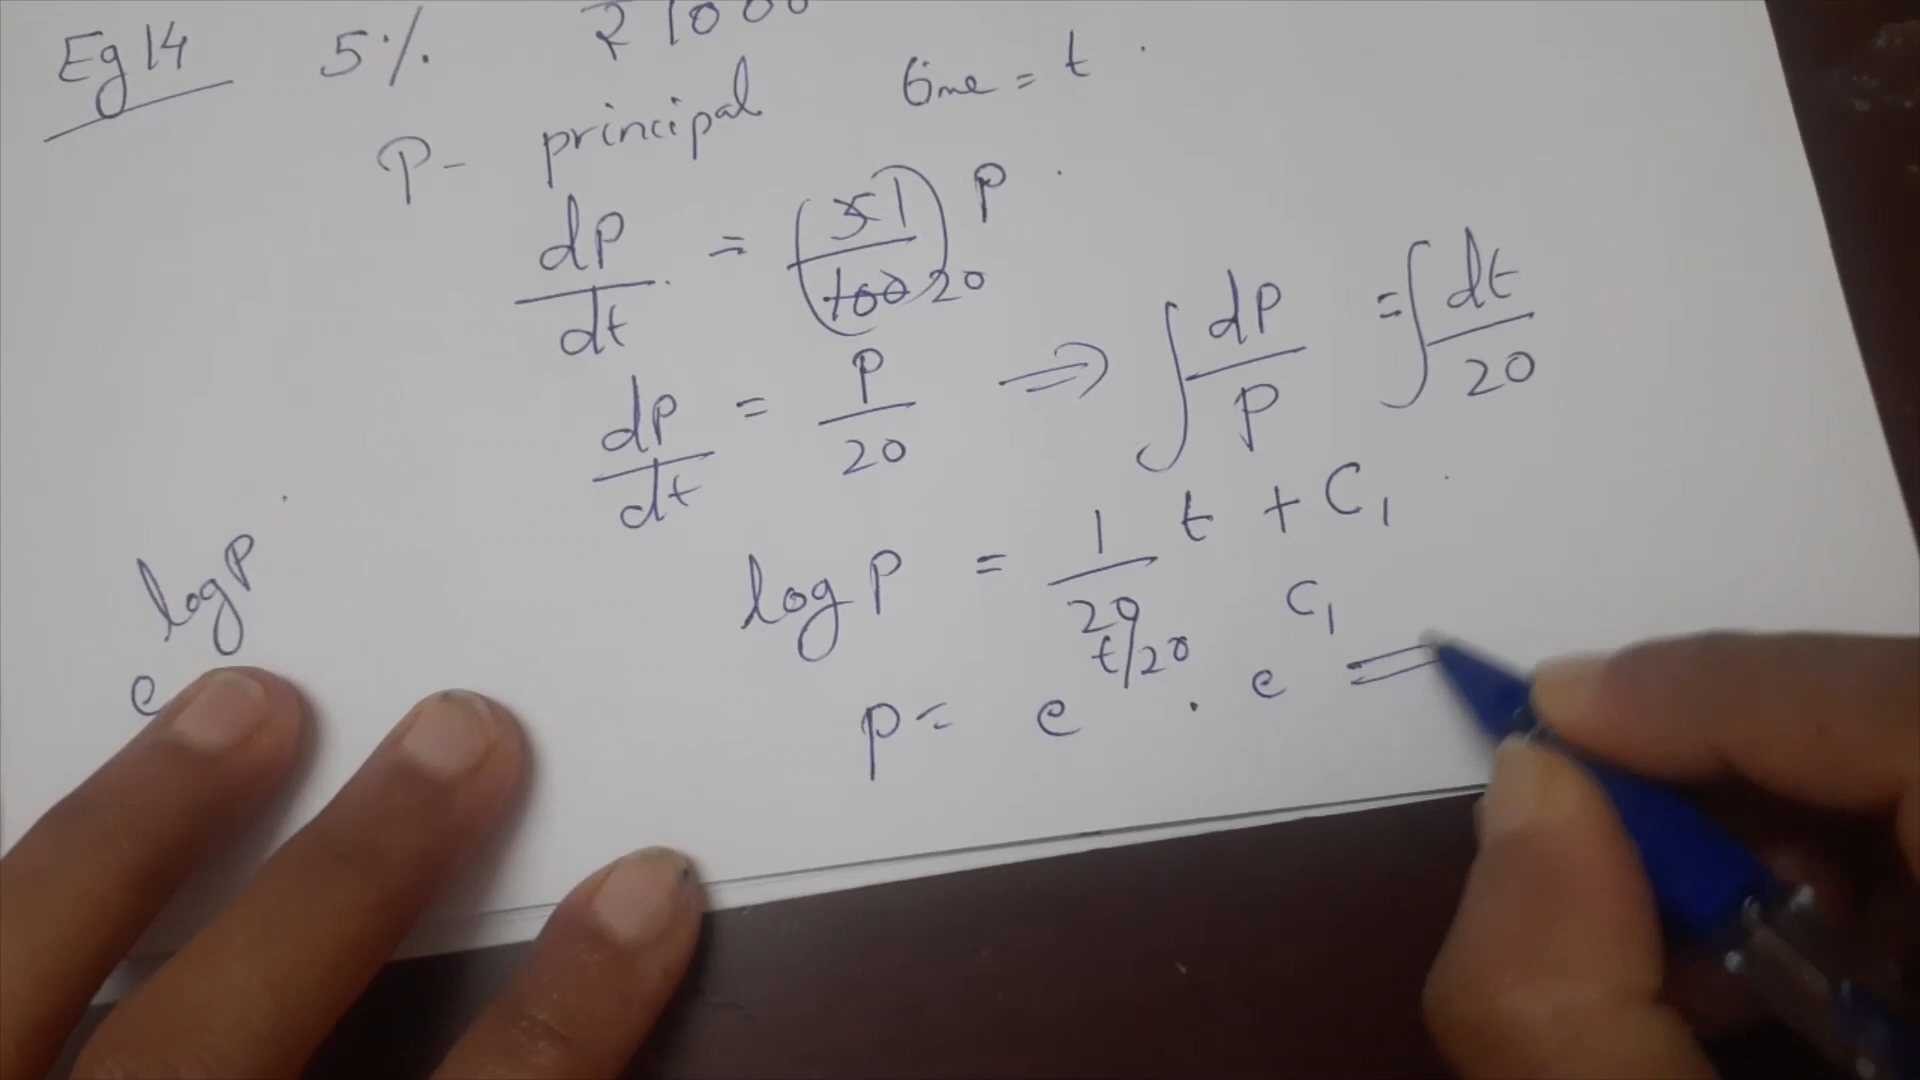 Eg 14 5%. ₹ 1000
P- principal time = t
dP/dt = (5 1/100 20) P
dP/dt = P/20 ⇒ ∫ dP/P = ∫ dt/20
log P = 1/20 t + C₁
P = e^(t/20) . e^(C₁) =
e^(log P)